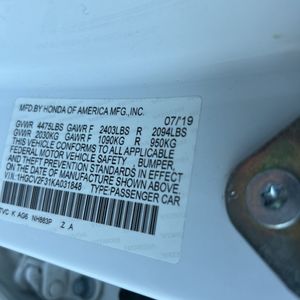 MFD.BY HONDA OF AMERICA MFG.,INC. 07/'19
GVWR 4475LBS GAWR F 2403LBS R 2094LBS
GVWR 2030KG GAWR F 1090KG R 950KG
THIS VEHICLE CONFORMS TO ALL APPLICABLE
FEDERAL MOTOR VEHICLE SAFETY, BUMPER,
AND THEFT PREVENTION STANDARDS IN EFFECT
ON THE DATE OF MANUFACTURE SHOWN ABOVE.
V.I.N: TYPE PASSENGER CAR
TVC K AG6 NH883P Z A